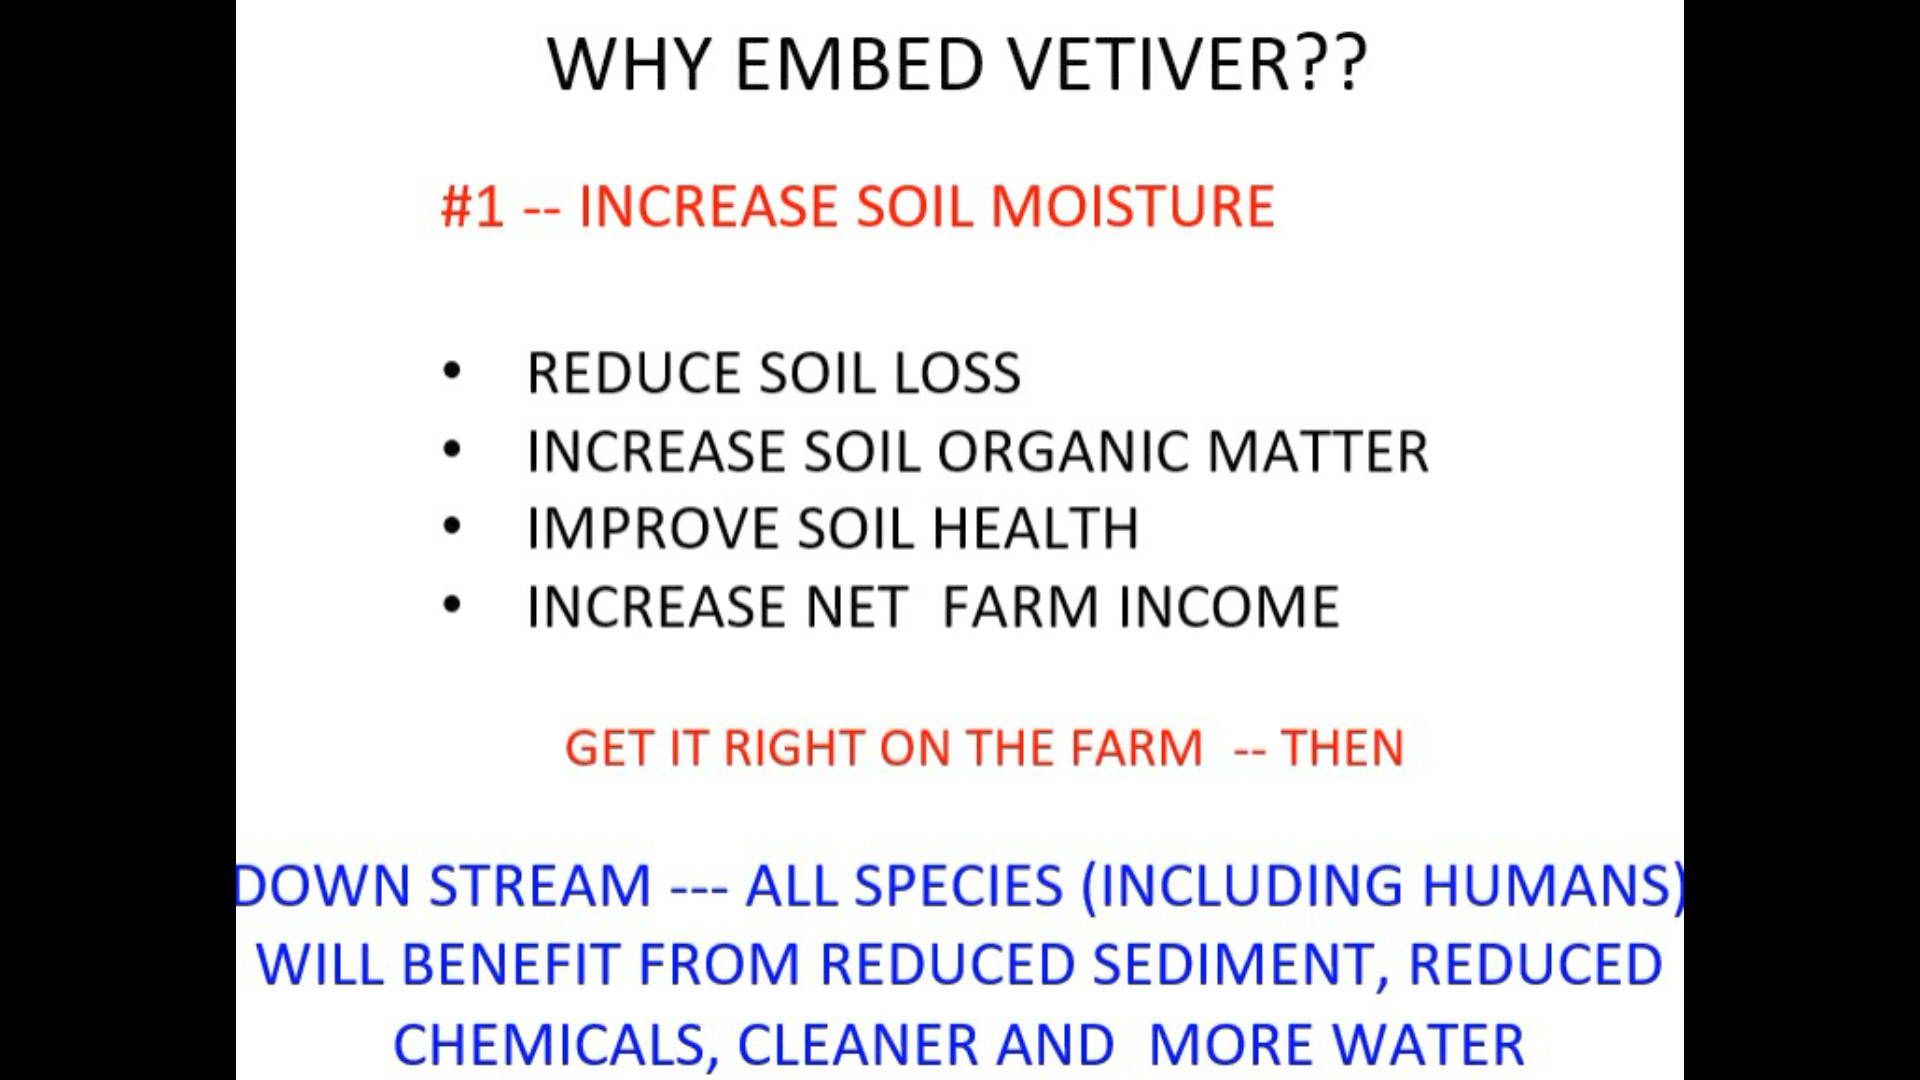 WHY EMBED VETIVER??
#1 -- INCREASE SOIL MOISTURE
• REDUCE SOIL LOSS
• INCREASE SOIL ORGANIC MATTER
• IMPROVE SOIL HEALTH
• INCREASE NET  FARM INCOME
GET IT RIGHT ON THE FARM  -- THEN
DOWN STREAM --- ALL SPECIES (INCLUDING HUMANS)
WILL BENEFIT FROM REDUCED SEDIMENT, REDUCED
CHEMICALS, CLEANER AND  MORE WATER